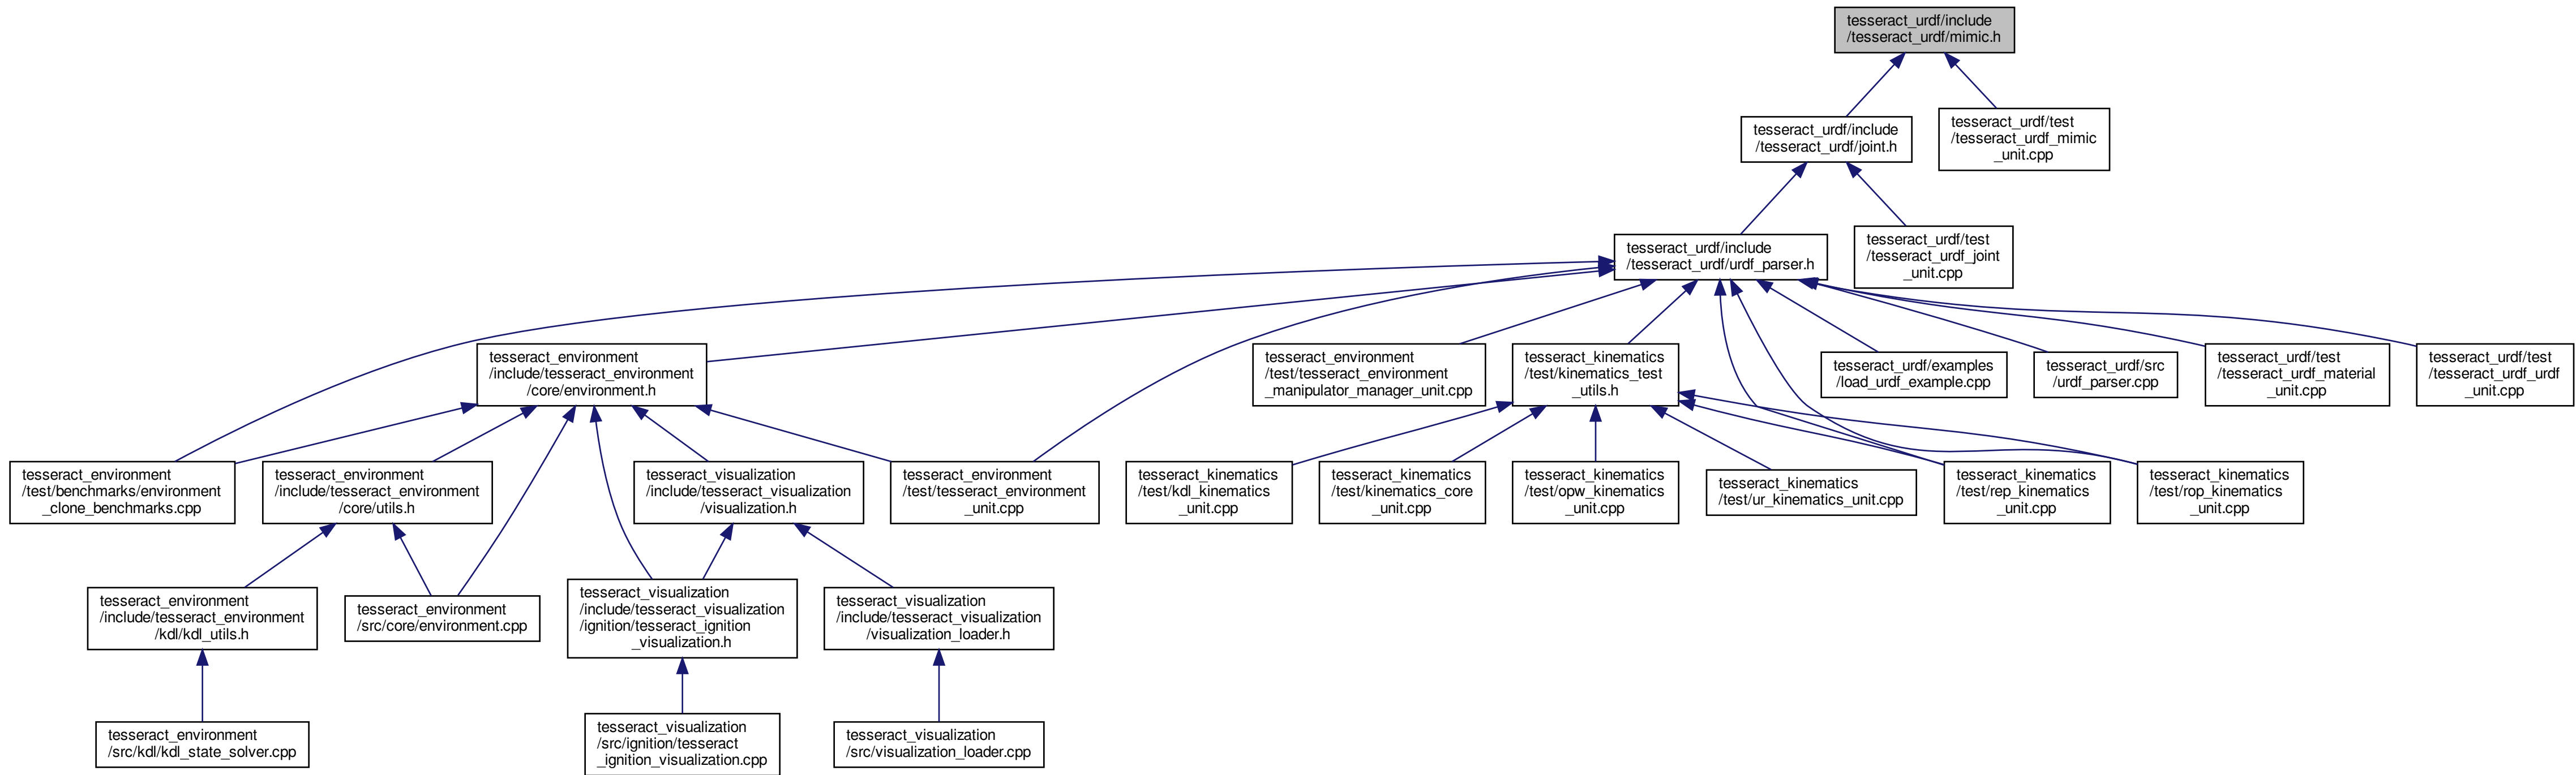 tesseract_urdf/include
/tesseract_urdf/mimic.h
tesseract_urdf/include
/tesseract_urdf/joint.h
tesseract_urdf/test
/tesseract_urdf_mimic
_unit.cpp
tesseract_urdf/include
/tesseract_urdf/urdf_parser.h
tesseract_urdf/test
/tesseract_urdf_joint
_unit.cpp
tesseract_environment
/include/tesseract_environment
/core/environment.h
tesseract_environment
/test/tesseract_environment
_manipulator_manager_unit.cpp
tesseract_kinematics
/test/kinematics_test
_utils.h
tesseract_urdf/examples
/load_urdf_example.cpp
tesseract_urdf/src
/urdf_parser.cpp
tesseract_urdf/test
/tesseract_urdf_material
_unit.cpp
tesseract_urdf/test
/tesseract_urdf_urdf
_unit.cpp
tesseract_environment
/test/benchmarks/environment
_clone_benchmarks.cpp
tesseract_environment
/include/tesseract_environment
/core/utils.h
tesseract_visualization
/include/tesseract_visualization
/visualization.h
tesseract_environment
/test/tesseract_environment
_unit.cpp
tesseract_kinematics
/test/kdl_kinematics
_unit.cpp
tesseract_kinematics
/test/kinematics_core
_unit.cpp
tesseract_kinematics
/test/opw_kinematics
_unit.cpp
tesseract_kinematics
/test/ur_kinematics_unit.cpp
tesseract_kinematics
/test/rep_kinematics
_unit.cpp
tesseract_kinematics
/test/rop_kinematics
_unit.cpp
tesseract_environment
/include/tesseract_environment
/kdl/kdl_utils.h
tesseract_environment
/src/core/environment.cpp
tesseract_visualization
/include/tesseract_visualization
/ignition/tesseract_ignition
_visualization.h
tesseract_visualization
/include/tesseract_visualization
/visualization_loader.h
tesseract_environment
/src/kdl/kdl_state_solver.cpp
tesseract_visualization
/src/ignition/tesseract
_ignition_visualization.cpp
tesseract_visualization
/src/visualization_loader.cpp